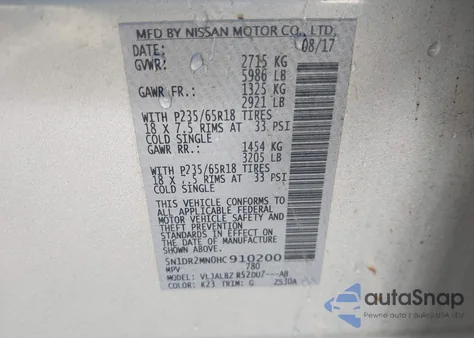 MFD BY NISSAN MOTOR CO., LTD.
DATE: 08/17
GVWR: 2715 KG
5986 LB
GAWR FR.: 1325 KG
2921 LB
WITH P235/65R18 TIRES
18 X 7.5 RIMS AT 33 PSI
COLD SINGLE
GAWR RR.: 1454 KG
3205 LB
WITH P235/65R18 TIRES
18 X 7.5 RIMS AT 33 PSI
COLD SINGLE
THIS VEHICLE CONFORMS TO
ALL APPLICABLE FEDERAL
MOTOR VEHICLE SAFETY AND
THEFT PREVENTION
STANDARDS IN EFFECT ON
THE DATE OF MANUFACTURE
SHOWN ABOVE.
5N1DR2MN0HC910200
MPV 780
MODEL:
COLOR: K23 TRIM: G
autoSnap
Pewne auto z